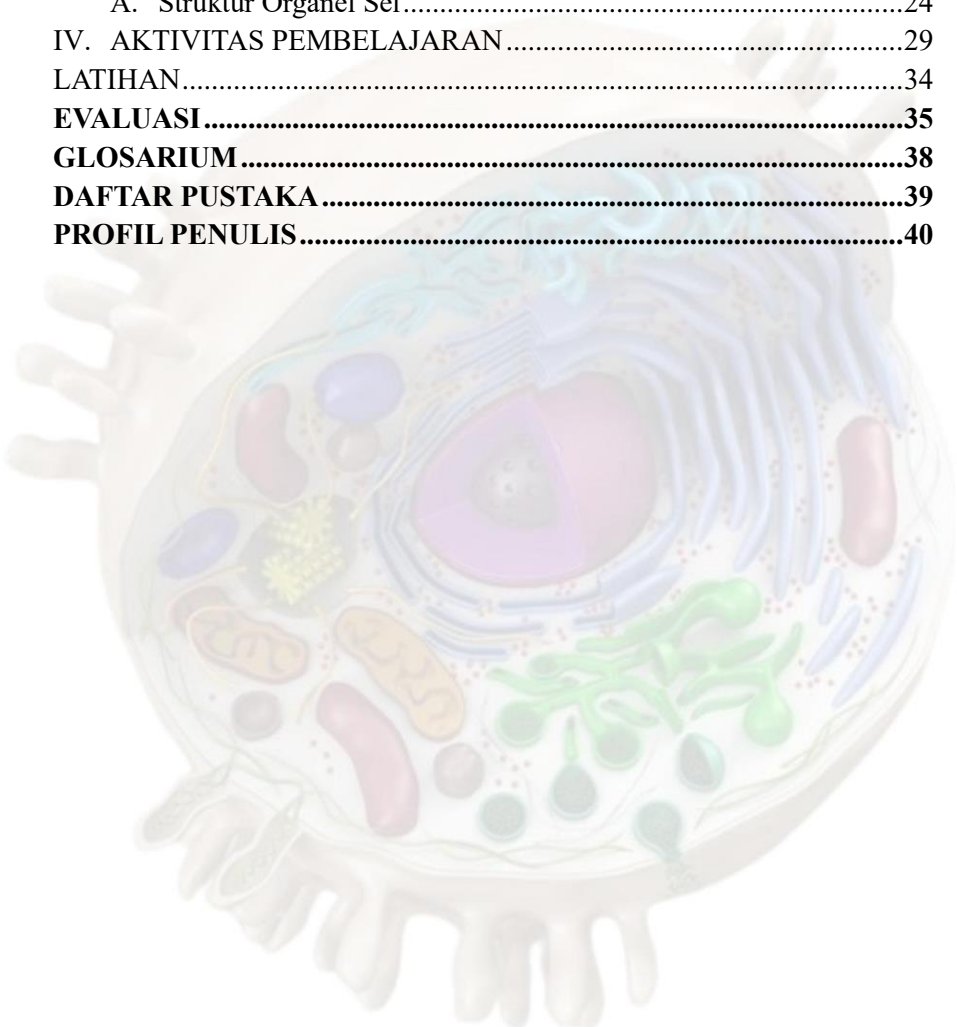 A. Struktur Organel Sel........................................................................24
IV. AKTIVITAS PEMBELAJARAN....................................................29
LATIHAN...........................................................................................34
EVALUASI.........................................................................................35
GLOSARIUM.....................................................................................38
DAFTAR PUSTAKA..........................................................................39
PROFIL PENULIS..............................................................................40